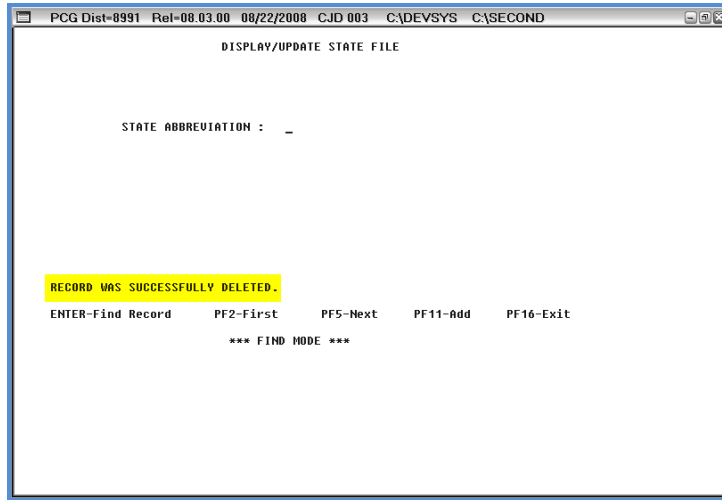 PCG Dist=8991 Rel=08.03.00 08/22/2008 CJD 003 C:\DEVSYS C:\SECOND
DISPLAY/UPDATE STATE FILE
STATE ABBREVIATION : _
RECORD WAS SUCCESSFULLY DELETED.
ENTER-Find Record PF2-First PF5-Next PF11-Add PF16-Exit
*** FIND MODE ***